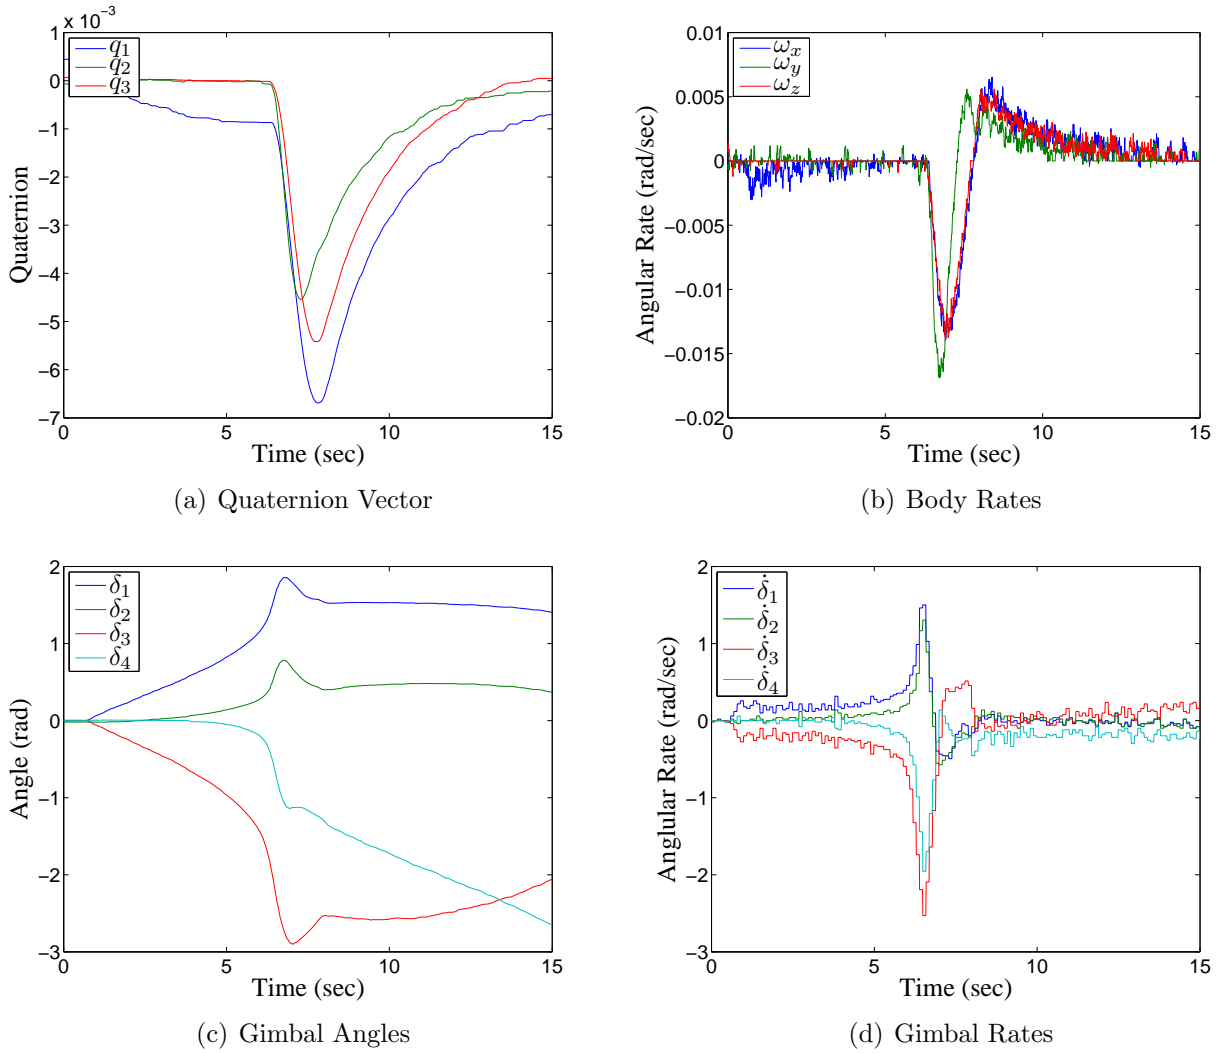 x 10⁻³
1
0
−1
−2
−3
−4
−5
−6
−7
Quaternion
q₁
q₂
q₃
0 5 10 15
Time (sec)
(a) Quaternion Vector
0.01
0.005
0
−0.005
−0.01
−0.015
−0.02
Angular Rate (rad/sec)
ωₓ
ω_y
ω_z
0 5 10 15
Time (sec)
(b) Body Rates
2
1
0
−1
−2
−3
Angle (rad)
δ₁
δ₂
δ₃
δ₄
0 5 10 15
Time (sec)
(c) Gimbal Angles
2
1
0
−1
−2
−3
Anglular Rate (rad/sec)
δ̇₁
δ̇₂
δ̇₃
δ̇₄
0 5 10 15
Time (sec)
(d) Gimbal Rates